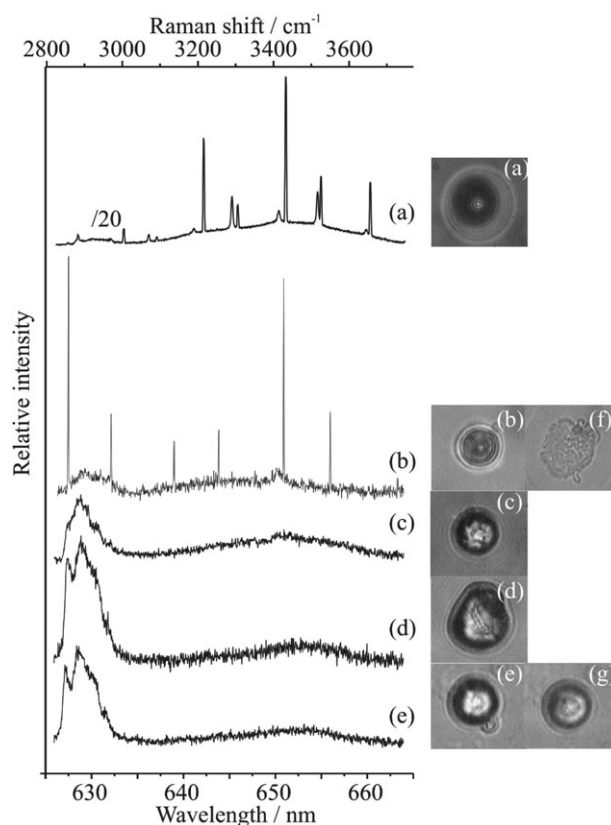 Raman shift / cm⁻¹
2800 3000 3200 3400 3600
(a)
/20
(a)
Relative intensity
(b) (f)
(b)
(c)
(c)
(d)
(d)
(e) (g)
(e)
630 640 650 660
Wavelength / nm